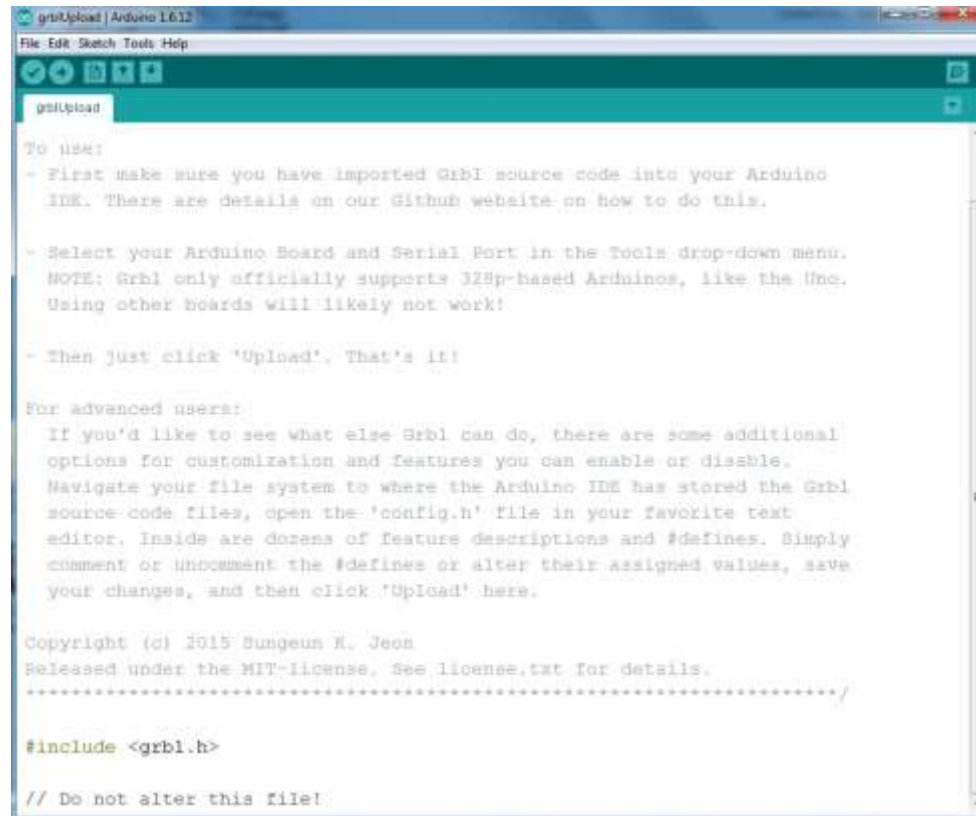 grblUpload | Arduino 1.6.12
File Edit Sketch Tools Help
grblUpload
To use:
- First make sure you have imported Grbl source code into your Arduino
IDE. There are details on our Github website on how to do this.
- Select your Arduino Board and Serial Port in the Tools drop-down menu.
NOTE: Grbl only officially supports 328p-based Arduinos, like the Uno.
Using other boards will likely not work!
- Then just click 'Upload'. That's it!
For advanced users:
If you'd like to see what else Grbl can do, there are some additional
options for customization and features you can enable or disable.
Navigate your file system to where the Arduino IDE has stored the Grbl
source code files, open the 'config.h' file in your favorite text
editor. Inside are dozens of feature descriptions and #defines. Simply
comment or uncomment the #defines or alter their assigned values, save
your changes, and then click 'Upload' here.
Copyright (c) 2015 Sungeun K. Jeon
Released under the MIT-license. See license.txt for details.
***************************************************************************/
#include <grbl.h>
// Do not alter this file!